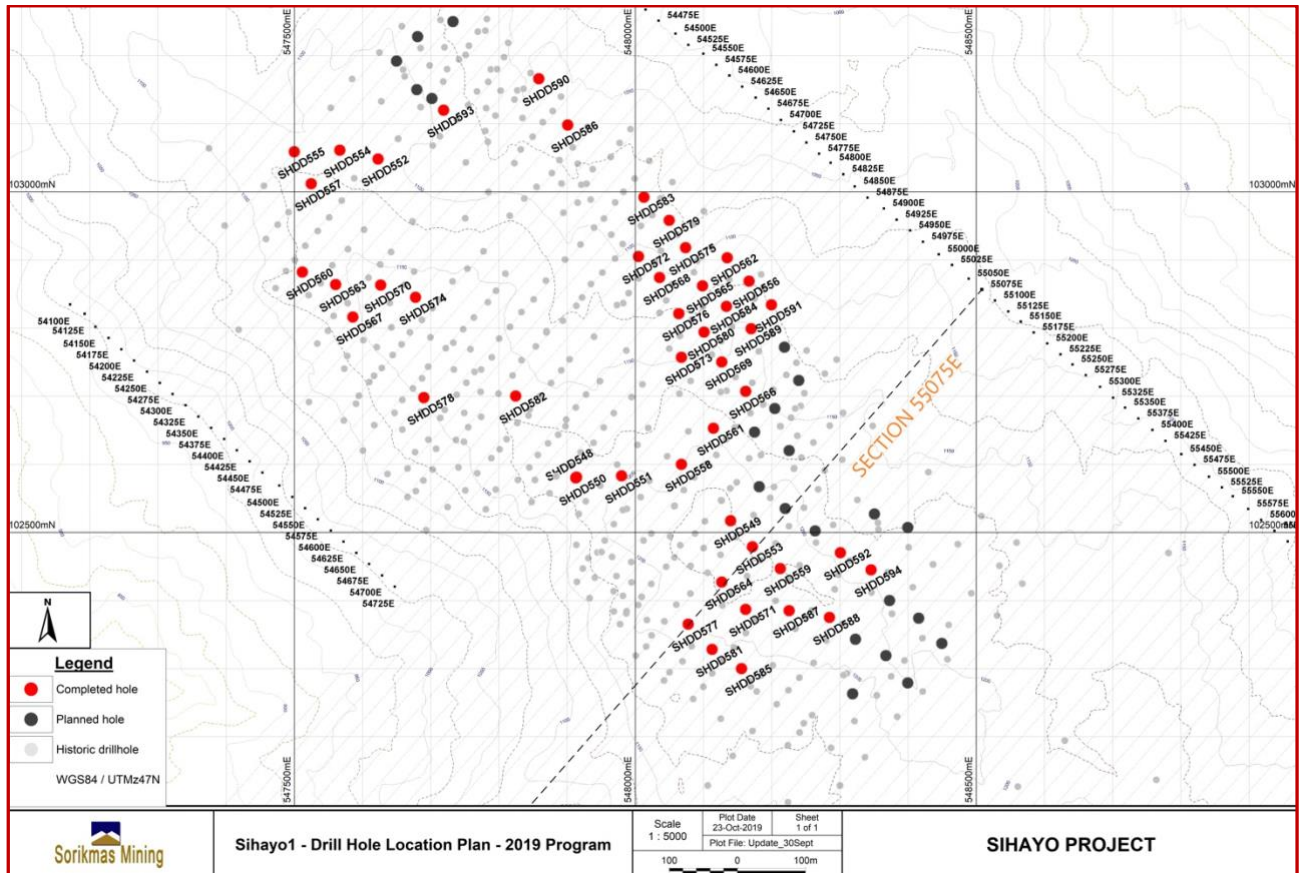 547500mE
548000mE
548500mE
54475E
54500E
54525E
54550E
54575E
54600E
54625E
54650E
54675E
54700E
54725E
54750E
54775E
54800E
54825E
54850E
54875E
54900E
54925E
54950E
54975E
55000E
55025E
55050E
55075E
55100E
55125E
55150E
55175E
55200E
55225E
55250E
55275E
55300E
55325E
55350E
55375E
55400E
55425E
55450E
55475E
55500E
55525E
55550E
55575E
SHDD590
SHDD593
SHDD586
SHDD555
SHDD554
SHDD552
SHDD557
103000mN
103000mN
SHDD583
SHDD579
SHDD572
SHDD575
SHDD562
SHDD568
SHDD565
SHDD556
SHDD576
SHDD584
SHDD591
SHDD580
SHDD589
SHDD573
SHDD569
SHDD566
SHDD561
SHDD558
SHDD560
SHDD563
SHDD570
SHDD574
SHDD567
SHDD578
SHDD582
SHDD548
SHDD550
SHDD551
54100E
54125E
54150E
54175E
54200E
54225E
54250E
54275E
54300E
54325E
54350E
54375E
54400E
54425E
54450E
54475E
54500E
54525E
54550E
54575E
54600E
54625E
54650E
54675E
54700E
54725E
SECTION 55075E
102500mN
102500mN
SHDD549
SHDD553
SHDD559
SHDD592
SHDD594
SHDD564
SHDD571
SHDD587
SHDD588
SHDD577
SHDD581
SHDD585
N
Legend
Completed hole
Planned hole
Historic drillhole
WGS84 / UTMz47N
547500mE
548000mE
548500mE
Sorikmas Mining
Sihayo1 - Drill Hole Location Plan - 2019 Program
Scale
1 : 5000
Plot Date
23-Oct-2019
Sheet
1 of 1
Plot File: Update_30Sept
100 0 100m
SIHAYO PROJECT